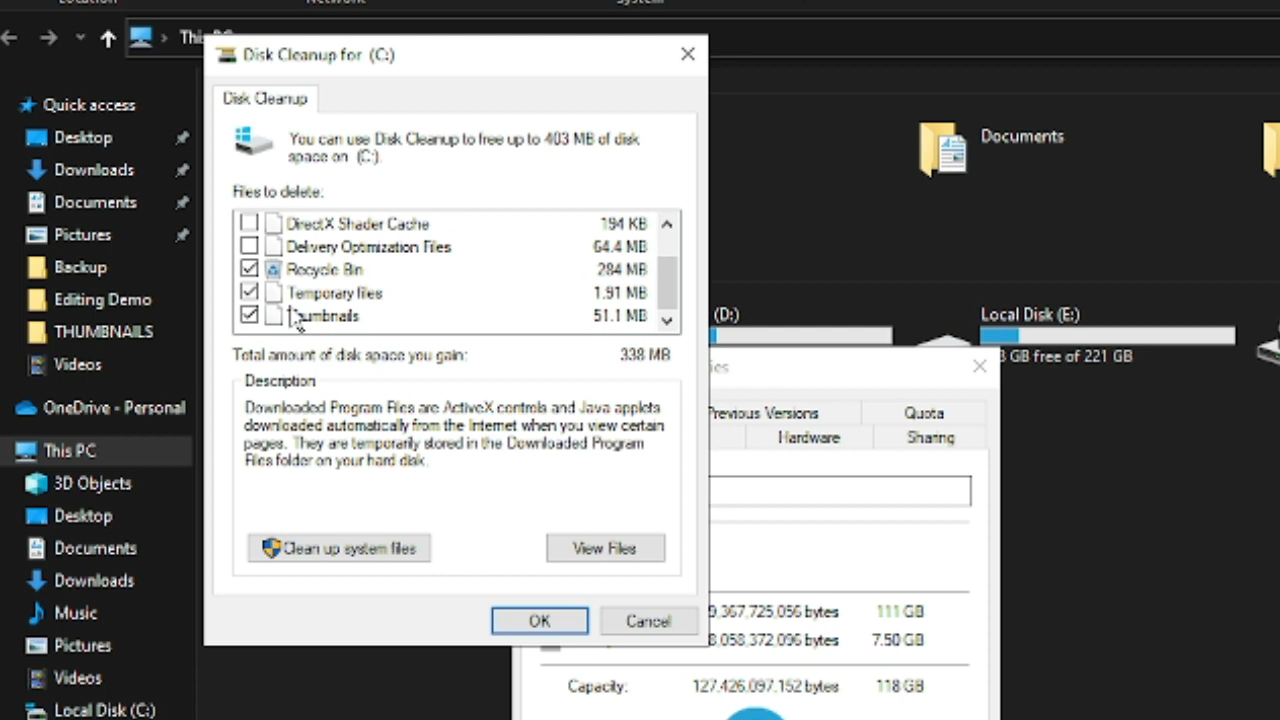 Location
Network
System
Disk Cleanup for (C:)
Disk Cleanup
You can use Disk Cleanup to free up to 403 MB of disk
space on (C:).
Files to delete:
DirectX Shader Cache 194 KB
Delivery Optimization Files 64.4 MB
Recycle Bin 284 MB
Temporary files 1.91 MB
Thumbnails 51.1 MB
Total amount of disk space you gain: 338 MB
Description
Downloaded Program Files are ActiveX controls and Java applets
downloaded automatically from the Internet when you view certain
pages. They are temporarily stored in the Downloaded Program
Files folder on your hard disk.
Clean up system files
View Files
OK
Cancel
Quick access
Desktop
Downloads
Documents
Pictures
Backup
Editing Demo
THUMBNAILS
Videos
OneDrive - Personal
This PC
3D Objects
Desktop
Documents
Downloads
Music
Pictures
Videos
Local Disk (C:)
Documents
(D:)
Local Disk (E:)
GB free of 221 GB
Previous Versions
Quota
Hardware
Sharing
9,367,725,056 bytes 111 GB
8,058,372,096 bytes 7.50 GB
Capacity: 127,426,097,152 bytes 118 GB